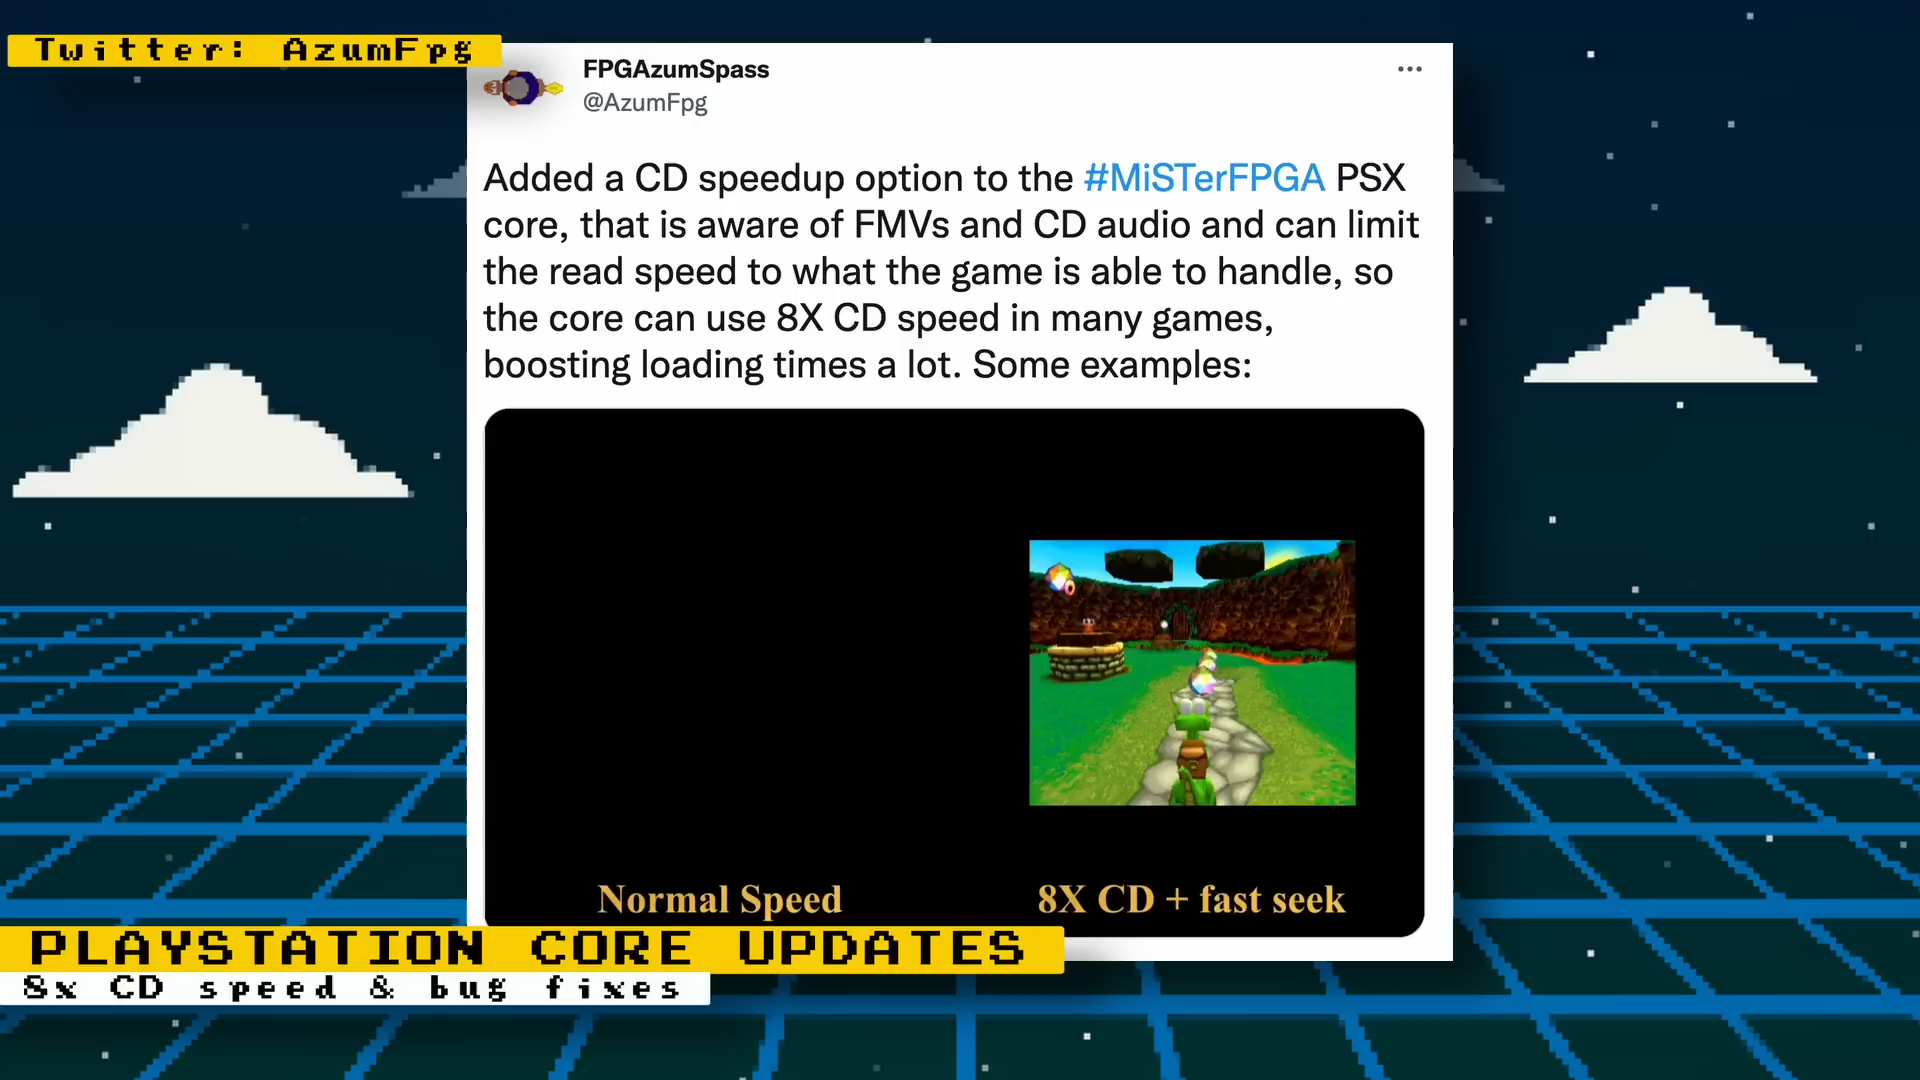 Twitter: AzumFpg
FPGAzumSpass
@AzumFpg
Added a CD speedup option to the #MiSTerFPGA PSX
core, that is aware of FMVs and CD audio and can limit
the read speed to what the game is able to handle, so
the core can use 8X CD speed in many games,
boosting loading times a lot. Some examples:
Normal Speed
8X CD + fast seek
PLAYSTATION CORE UPDATES
8x CD speed & bug fixes